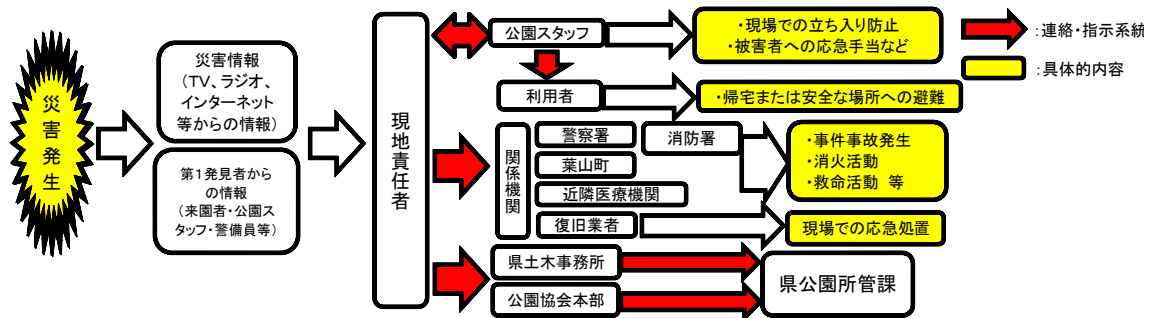 災害発生
災害情報
（TV、ラジオ、
インターネット
等からの情報）
第1発見者から
の情報
（来園者・公園ス
タッフ・警備員等）
現地責任者
公園スタッフ
・現場での立ち入り防止
・被害者への応急手当など
利用者
・帰宅または安全な場所への避難
関係機関
警察署
消防署
葉山町
近隣医療機関
復旧業者
・事件事故発生
・消火活動
・救命活動 等
現場での応急処置
県土木事務所
公園協会本部
県公園所管課
：連絡・指示系統
：具体的内容